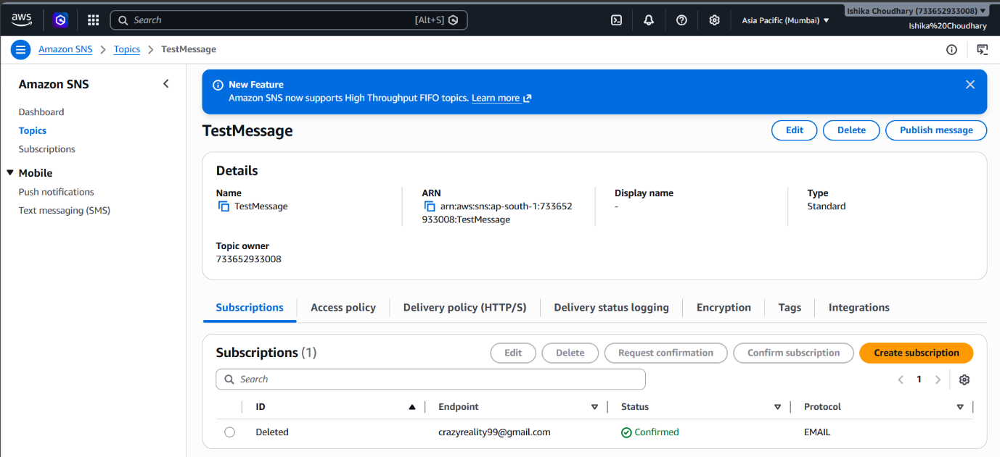 aws
Search
[Alt+S]
Asia Pacific (Mumbai) ▼
Ishika Choudhary (733652933008) ▼
Ishika%20Choudhary
Amazon SNS > Topics > TestMessage
Amazon SNS
Dashboard
Topics
Subscriptions
▼ Mobile
Push notifications
Text messaging (SMS)
New Feature
Amazon SNS now supports High Throughput FIFO topics. Learn more
TestMessage
Edit
Delete
Publish message
Details
Name
TestMessage
ARN
arn:aws:sns:ap-south-1:733652
933008:TestMessage
Display name
-
Type
Standard
Topic owner
733652933008
Subscriptions
Access policy
Delivery policy (HTTP/S)
Delivery status logging
Encryption
Tags
Integrations
Subscriptions (1)
Edit
Delete
Request confirmation
Confirm subscription
Create subscription
Search
1
ID
Endpoint
Status
Protocol
Deleted
crazyreality99@gmail.com
Confirmed
EMAIL